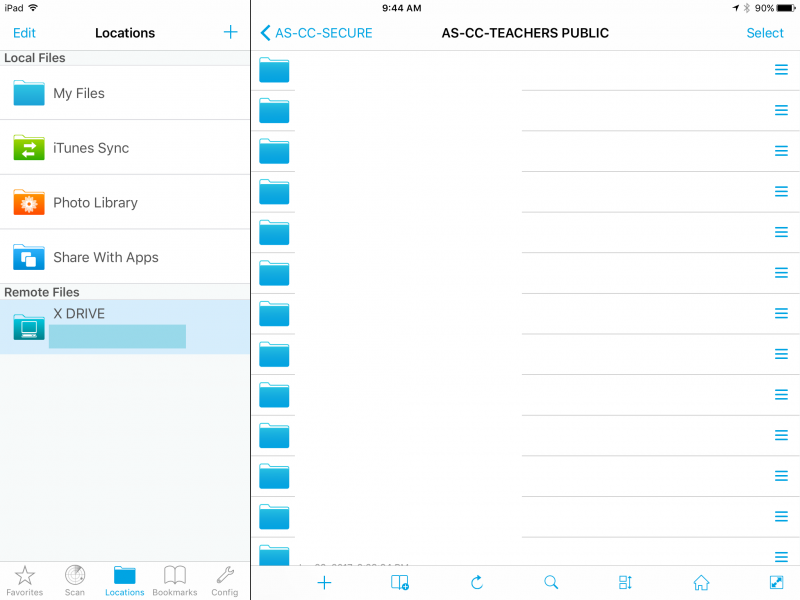 iPad 9:44 AM 90%
Edit Locations +
Local Files
My Files
iTunes Sync
Photo Library
Share With Apps
Remote Files
X DRIVE
Favorites Scan Locations Bookmarks Config
AS-CC-SECURE AS-CC-TEACHERS PUBLIC Select